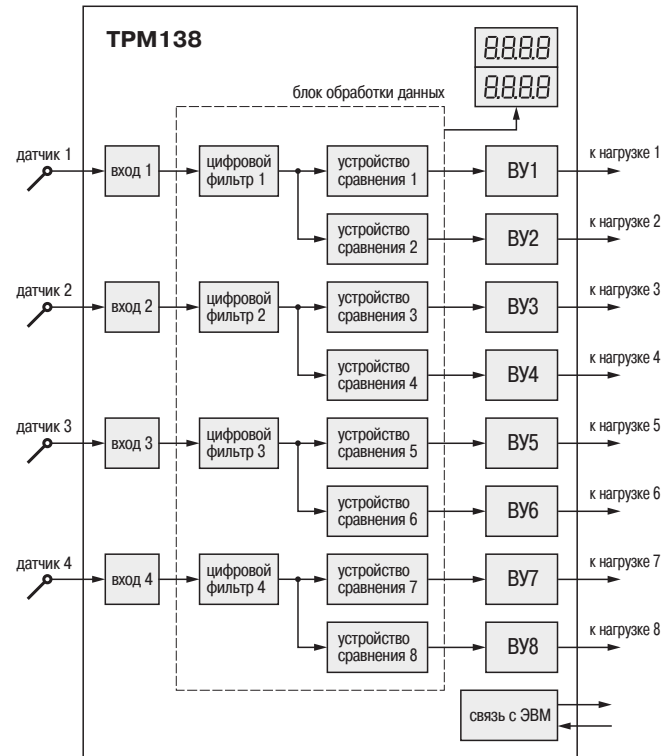 ТРМ138
8.8.8.8
8.8.8.8
блок обработки данных
датчик 1
вход 1
цифровой
фильтр 1
устройство
сравнения 1
ВУ1
к нагрузке 1
устройство
сравнения 2
ВУ2
к нагрузке 2
датчик 2
вход 2
цифровой
фильтр 2
устройство
сравнения 3
ВУ3
к нагрузке 3
устройство
сравнения 4
ВУ4
к нагрузке 4
датчик 3
вход 3
цифровой
фильтр 3
устройство
сравнения 5
ВУ5
к нагрузке 5
устройство
сравнения 6
ВУ6
к нагрузке 6
датчик 4
вход 4
цифровой
фильтр 4
устройство
сравнения 7
ВУ7
к нагрузке 7
устройство
сравнения 8
ВУ8
к нагрузке 8
связь с ЭВМ